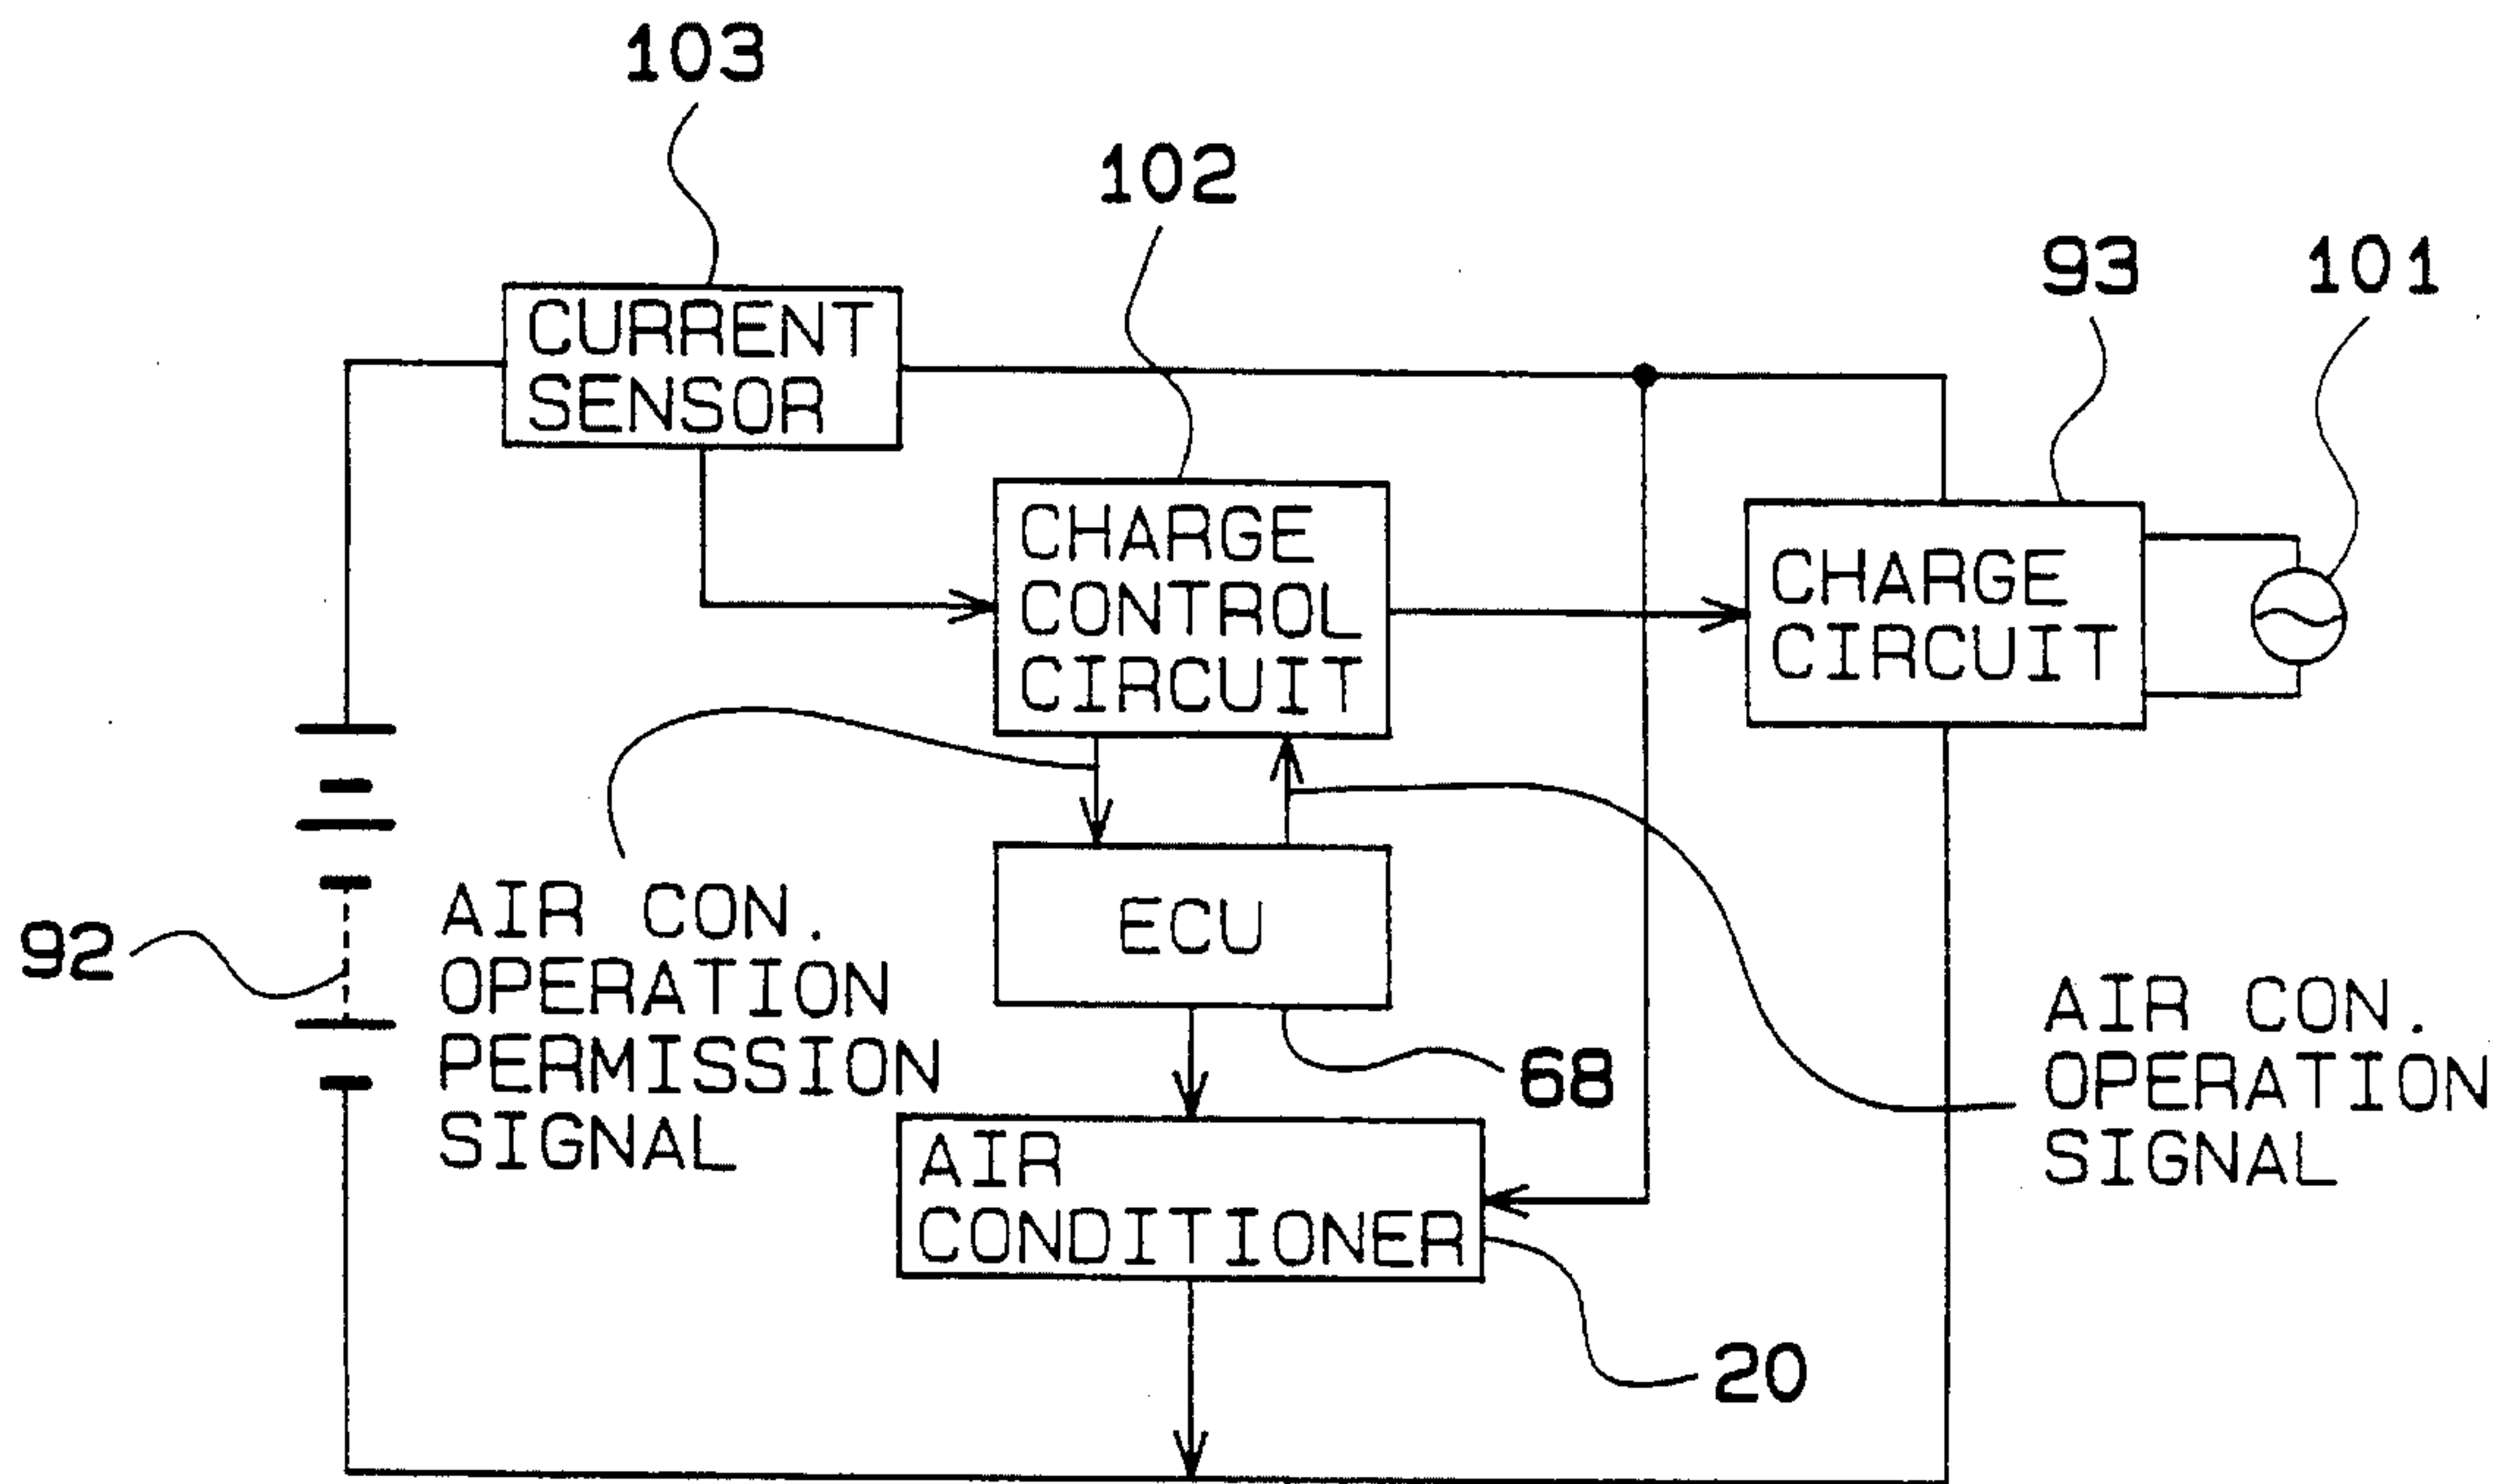 103
102
93
101
CURRENT
SENSOR
CHARGE
CONTROL
CIRCUIT
CHARGE
CIRCUIT
92
AIR CON.
OPERATION
PERMISSION
SIGNAL
ECU
68
AIR CON.
OPERATION
SIGNAL
AIR
CONDITIONER
20